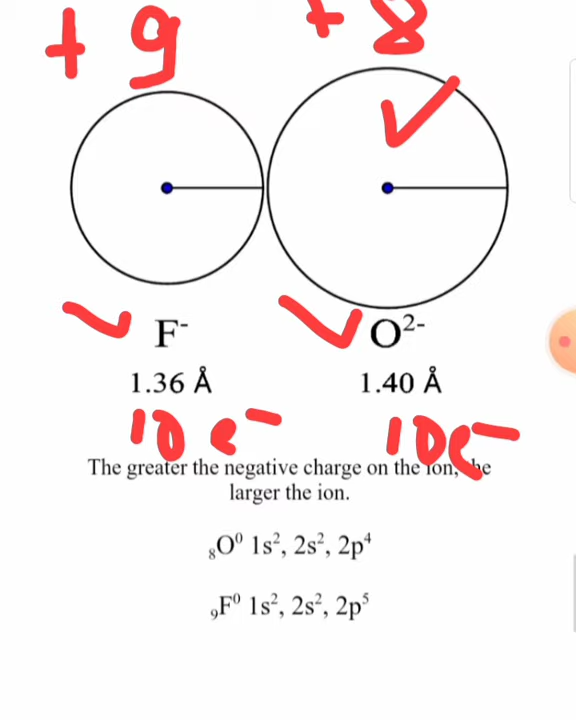 +9 +8
F⁻ O²⁻
1.36 Å 1.40 Å
10 e⁻ 10e⁻
The greater the negative charge on the ion, the
larger the ion.
₈O⁰ 1s², 2s², 2p⁴
₉F⁰ 1s², 2s², 2p⁵